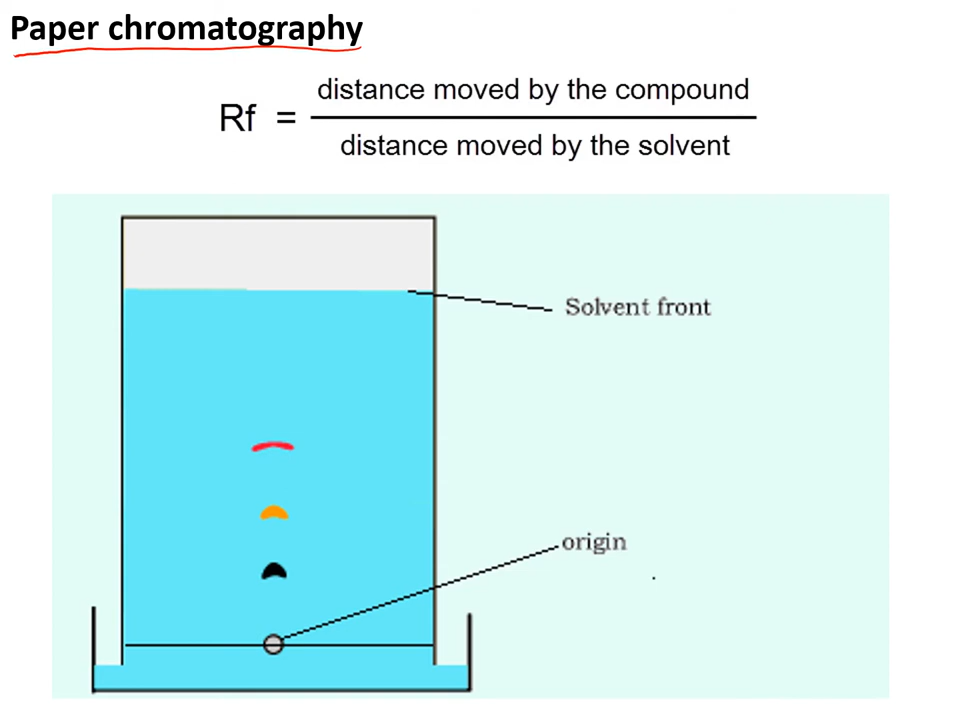 Paper chromatography
distance moved by the compound
Rf =
distance moved by the solvent
Solvent front
origin